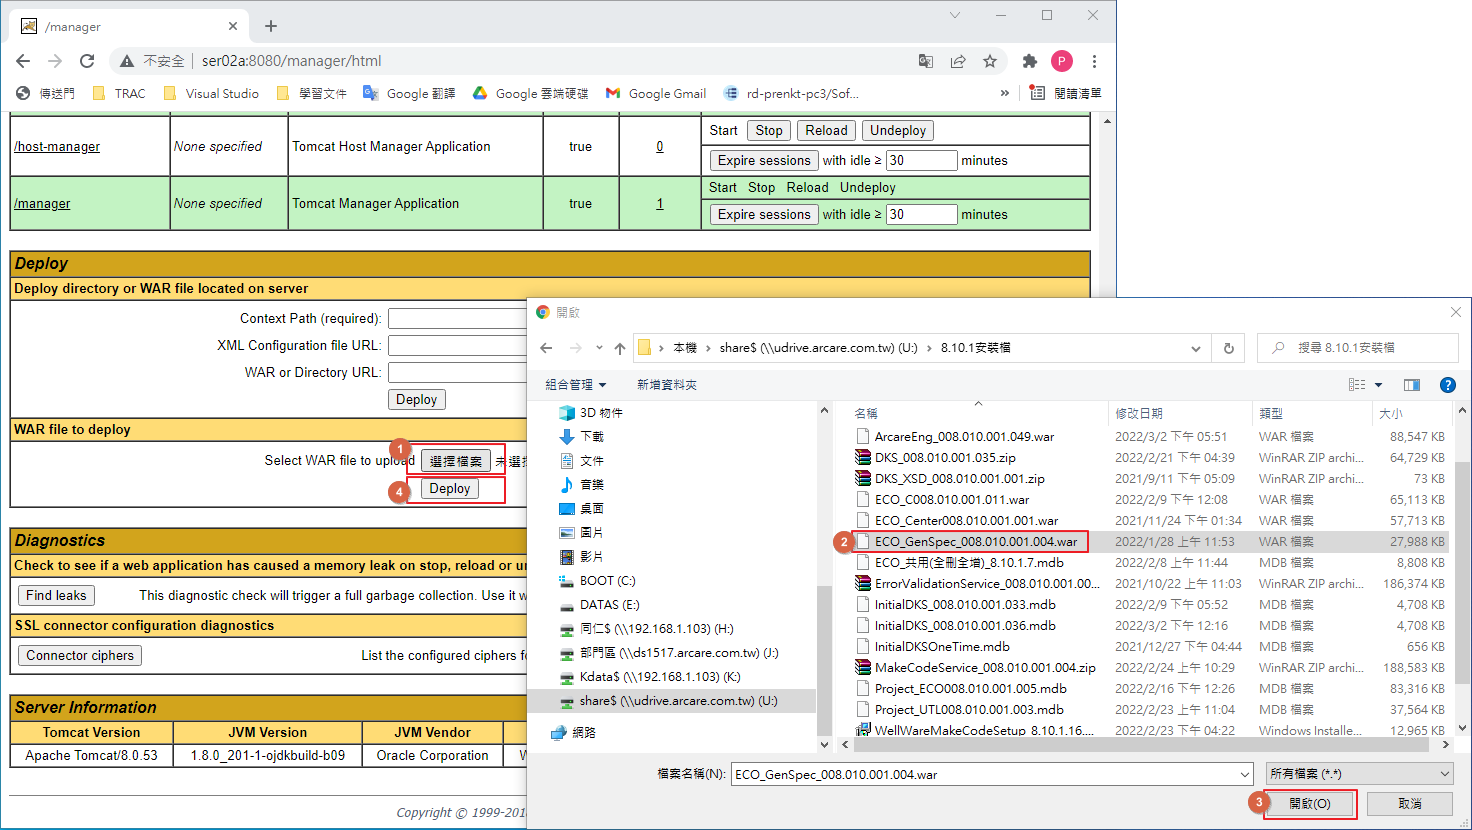 /manager
不安全 ser02a:8080/manager/html
P
傳送門 TRAC Visual Studio 學習文件 Google 翻譯 Google 雲端硬碟 Google Gmail rd-prenkt-pc3/Sof... » 閱讀清單
/host-manager None specified Tomcat Host Manager Application true 0 Start Stop Reload Undeploy
Expire sessions with idle ≥ 30 minutes
/manager None specified Tomcat Manager Application true 1 Start Stop Reload Undeploy
Expire sessions with idle ≥ 30 minutes
Deploy
Deploy directory or WAR file located on server
Context Path (required):
XML Configuration file URL:
WAR or Directory URL:
Deploy
WAR file to deploy
1
Select WAR file to upload 選擇檔案 未選擇
4 Deploy
Diagnostics
Check to see if a web application has caused a memory leak on stop, reload or un
Find leaks This diagnostic check will trigger a full garbage collection. Use it w
SSL connector configuration diagnostics
Connector ciphers List the configured ciphers fo
Server Information
Tomcat Version JVM Version JVM Vendor
Apache Tomcat/8.0.53 1.8.0_201-1-ojdkbuild-b09 Oracle Corporation W
Copyright © 1999-201
開啟
本機 › share$ (\\udrive.arcare.com.tw) (U:) › 8.10.1安裝檔 搜尋 8.10.1安裝檔
組合管理 新增資料夾
3D 物件
下載
文件
音樂
桌面
圖片
影片
BOOT (C:)
DATAS (E:)
同仁$ (\\192.168.1.103) (H:)
部門區 (\\ds1517.arcare.com.tw) (J:)
Kdata$ (\\192.168.1.103) (K:)
share$ (\\udrive.arcare.com.tw) (U:)
網路
名稱 修改日期 類型 大小
ArcareEng_008.010.001.049.war 2022/3/2 下午 05:51 WAR 檔案 88,547 KB
DKS_008.010.001.035.zip 2022/2/21 下午 04:39 WinRAR ZIP archi... 64,729 KB
DKS_XSD_008.010.001.001.zip 2021/9/11 下午 05:09 WinRAR ZIP archi... 73 KB
ECO_C008.010.001.011.war 2022/2/9 下午 12:08 WAR 檔案 65,113 KB
ECO_Center008.010.001.001.war 2021/11/24 下午 01:34 WAR 檔案 57,713 KB
2 ECO_GenSpec_008.010.001.004.war 2022/1/28 上午 11:53 WAR 檔案 27,988 KB
ECO_共用(全刪全增)_8.10.1.7.mdb 2022/2/8 上午 11:44 MDB 檔案 8,808 KB
ErrorValidationService_008.010.001.00... 2021/10/22 上午 11:03 WinRAR ZIP archi... 186,374 KB
InitialDKS_008.010.001.033.mdb 2022/2/9 下午 05:52 MDB 檔案 4,708 KB
InitialDKS_008.010.001.036.mdb 2022/3/2 下午 12:16 MDB 檔案 4,708 KB
InitialDKSOneTime.mdb 2021/12/27 下午 04:44 MDB 檔案 656 KB
MakeCodeService_008.010.001.004.zip 2022/2/24 上午 10:29 WinRAR ZIP archi... 188,583 KB
Project_ECO008.010.001.005.mdb 2022/2/16 下午 12:26 MDB 檔案 83,316 KB
Project_UTL008.010.001.003.mdb 2022/2/23 上午 11:04 MDB 檔案 37,564 KB
WellWareMakeCodeSetup_8.10.1.16.... 2022/2/23 下午 04:22 Windows Installe... 12,965 KB
檔案名稱(N): ECO_GenSpec_008.010.001.004.war 所有檔案 (*.*)
3 開啟(O) 取消